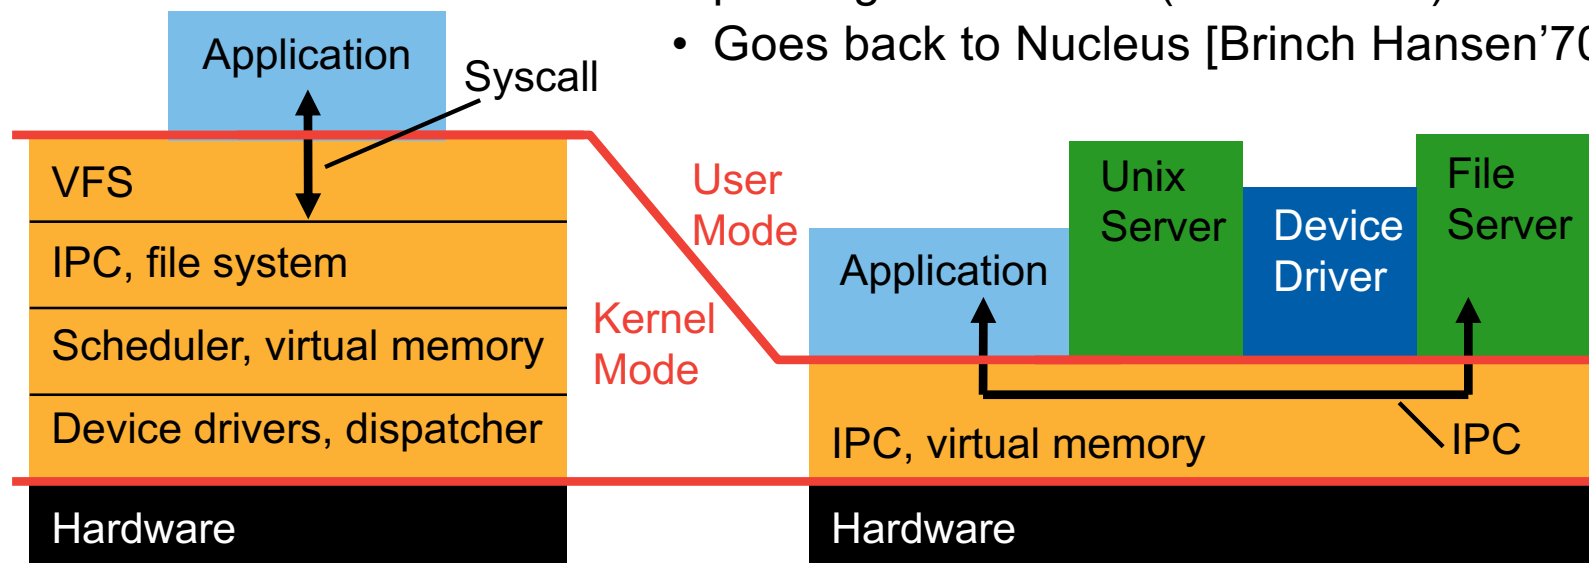 • Goes back to Nucleus [Brinch Hansen’70
Application
Syscall
VFS
IPC, file system
Scheduler, virtual memory
Device drivers, dispatcher
Hardware
User
Mode
Kernel
Mode
Application
Unix
Server
Device
Driver
File
Server
IPC, virtual memory
IPC
Hardware